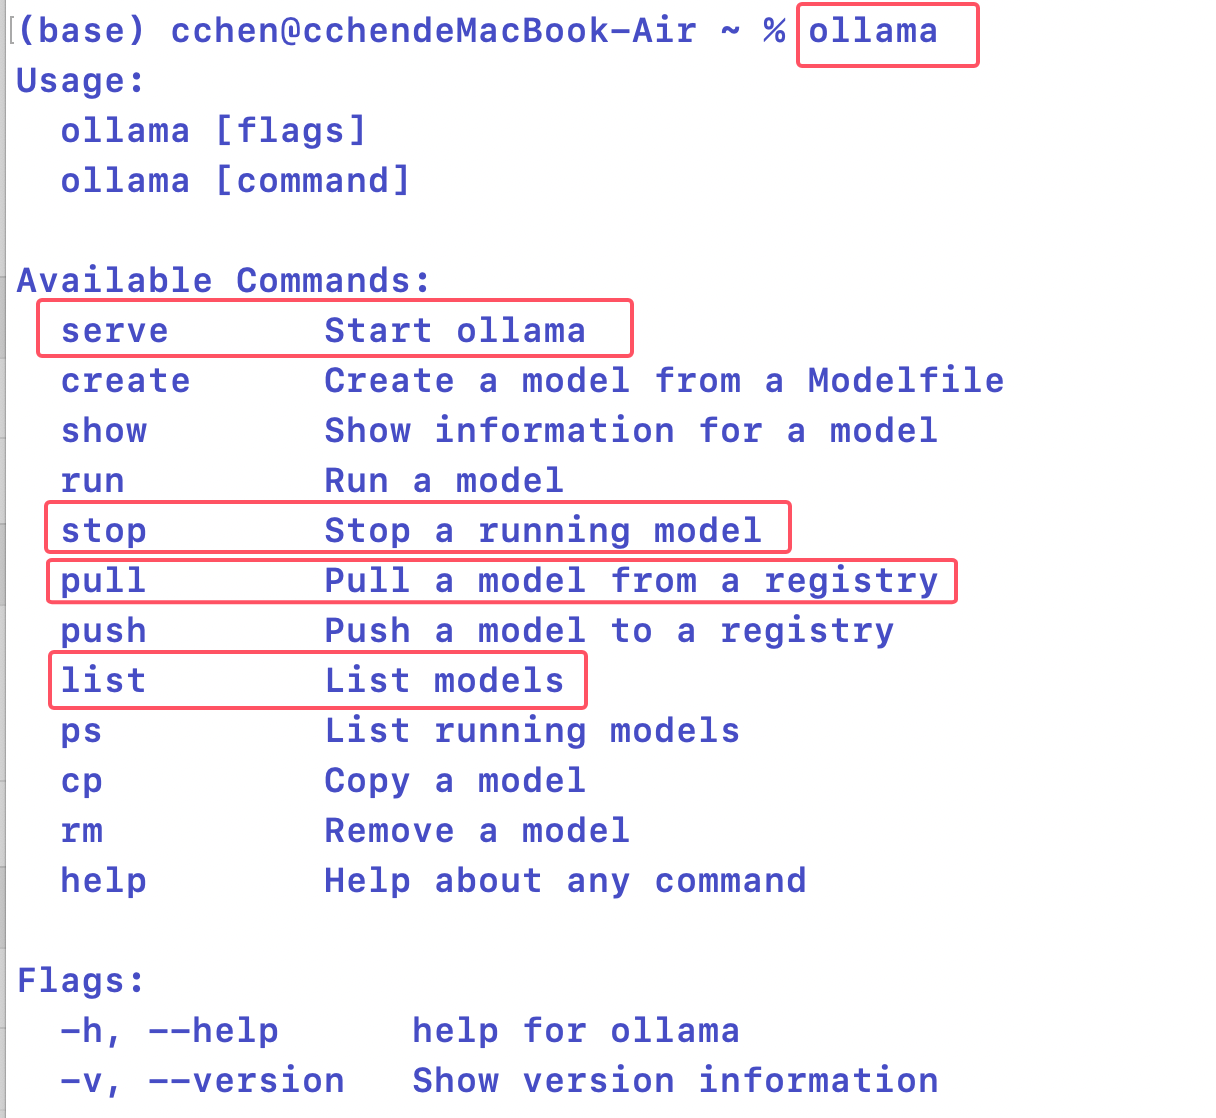 (base) cchen@cchendeMacBook-Air ~ % ollama
Usage:
  ollama [flags]
  ollama [command]

Available Commands:
  serve       Start ollama
  create      Create a model from a Modelfile
  show        Show information for a model
  run         Run a model
  stop        Stop a running model
  pull        Pull a model from a registry
  push        Push a model to a registry
  list        List models
  ps          List running models
  cp          Copy a model
  rm          Remove a model
  help        Help about any command

Flags:
  -h, --help      help for ollama
  -v, --version   Show version information